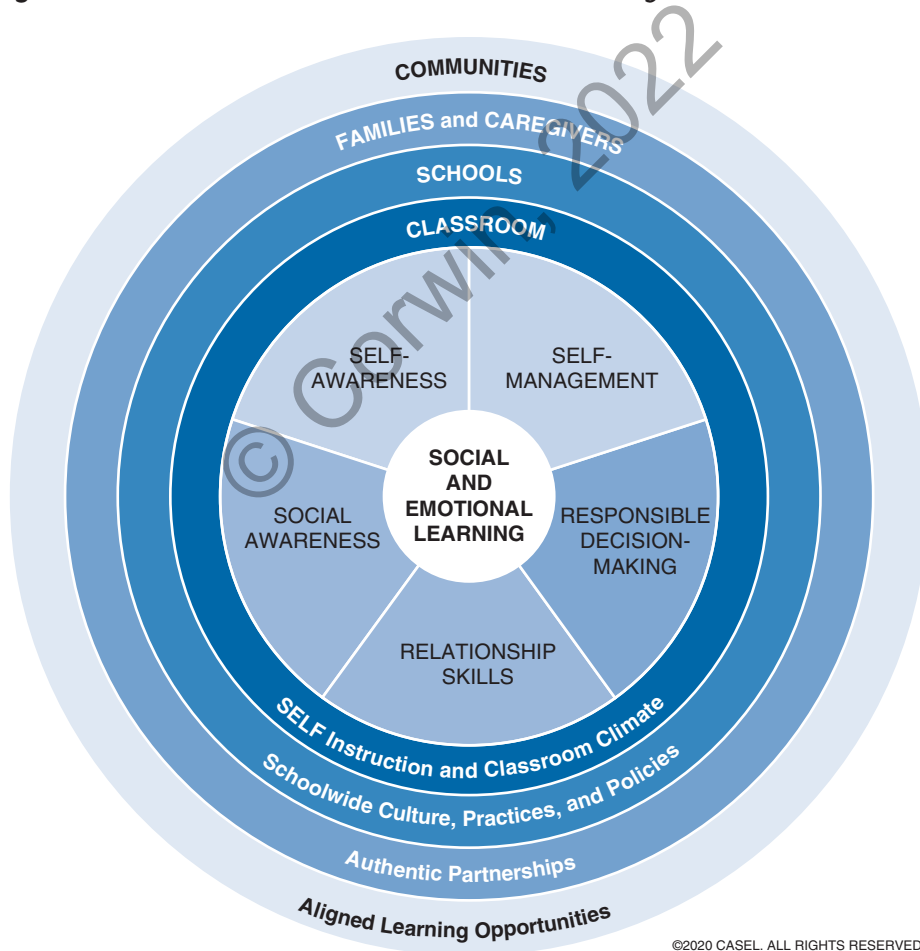 COMMUNITIES
FAMILIES and CAREGIVERS
SCHOOLS
CLASSROOM
SELF-
AWARENESS
SELF-
MANAGEMENT
SOCIAL
AND
EMOTIONAL
LEARNING
SOCIAL
AWARENESS
RESPONSIBLE
DECISION-
MAKING
RELATIONSHIP
SKILLS
SELF Instruction and Classroom Climate
Schoolwide Culture, Practices, and Policies
Authentic Partnerships
Aligned Learning Opportunities
© Corwin, 2022
©2020 CASEL. ALL RIGHTS RESERVED